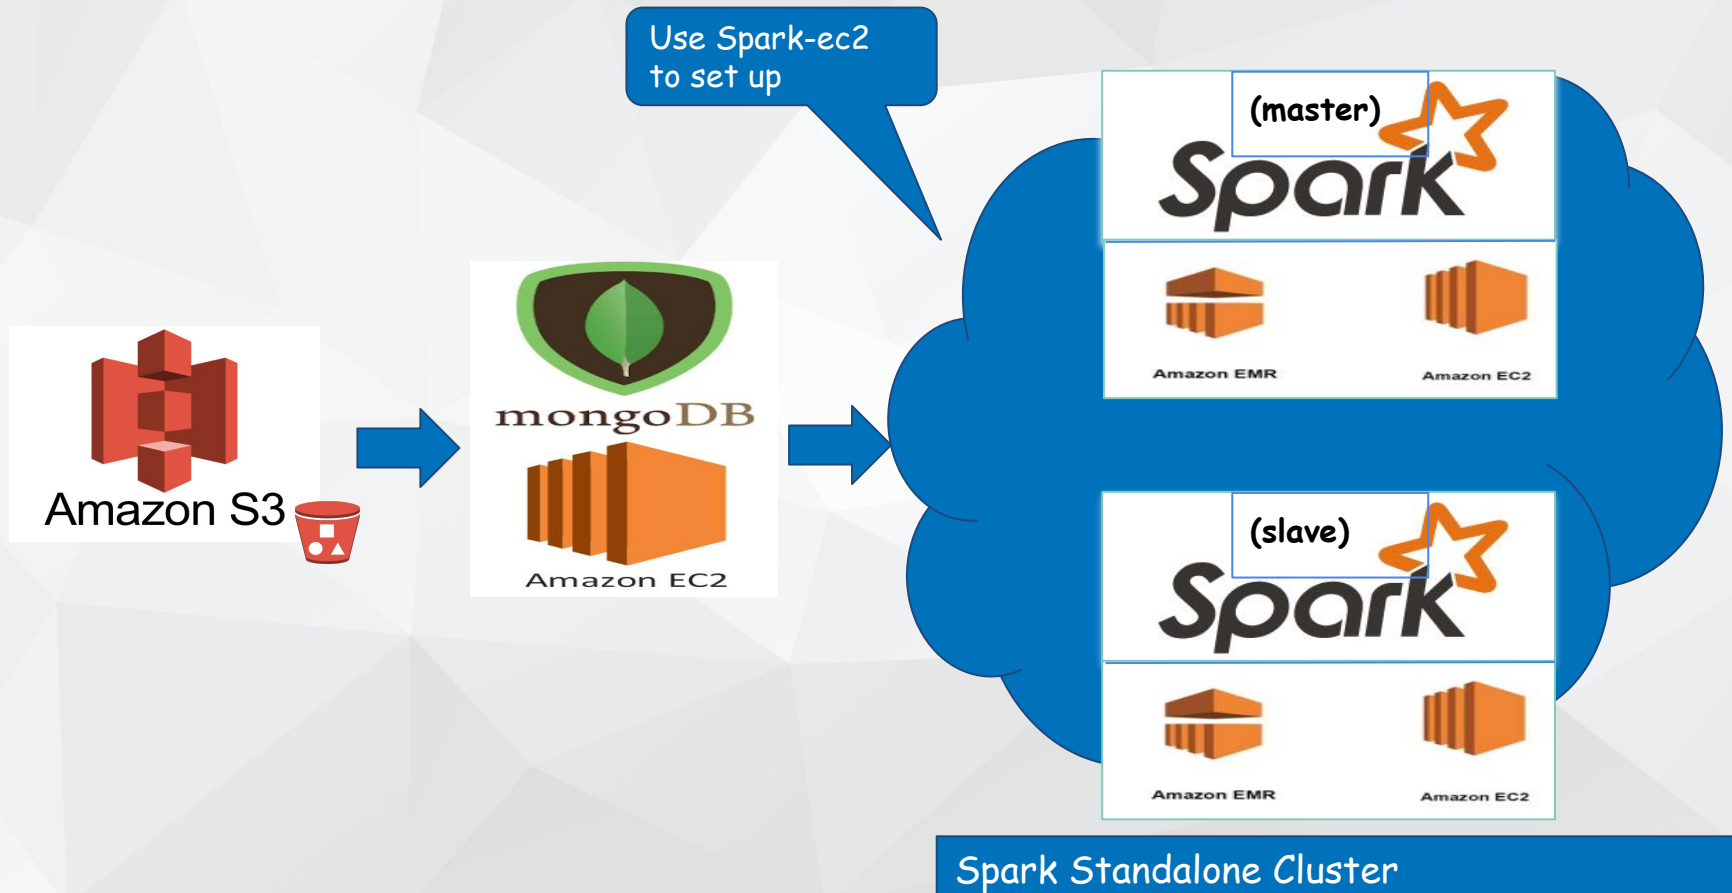 Use Spark-ec2
to set up
(master)
Spark
Amazon EMR
Amazon EC2
mongoDB
Amazon EC2
Amazon S3
(slave)
Spark
Amazon EMR
Amazon EC2
Spark Standalone Cluster